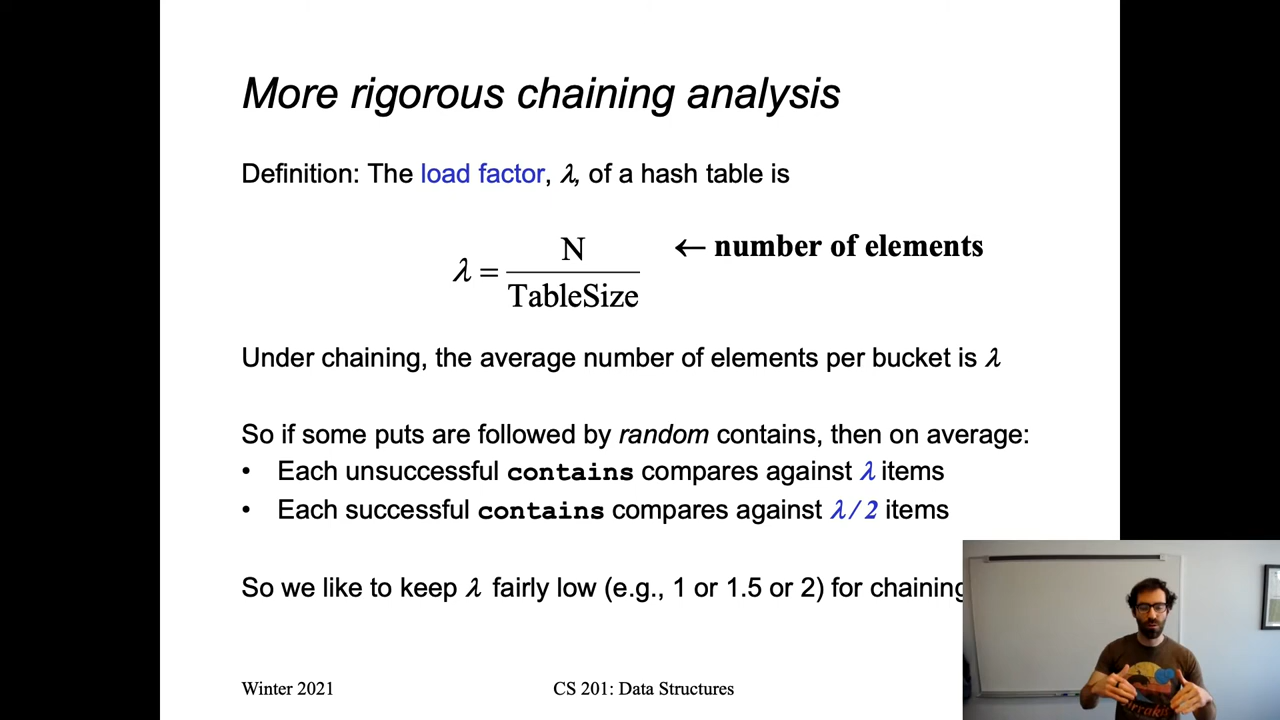 More rigorous chaining analysis
Definition: The load factor, λ, of a hash table is
λ = N / TableSize ← number of elements
Under chaining, the average number of elements per bucket is λ
So if some puts are followed by random contains, then on average:
• Each unsuccessful contains compares against λ items
• Each successful contains compares against λ / 2 items
So we like to keep λ fairly low (e.g., 1 or 1.5 or 2) for chaining
Winter 2021
CS 201: Data Structures